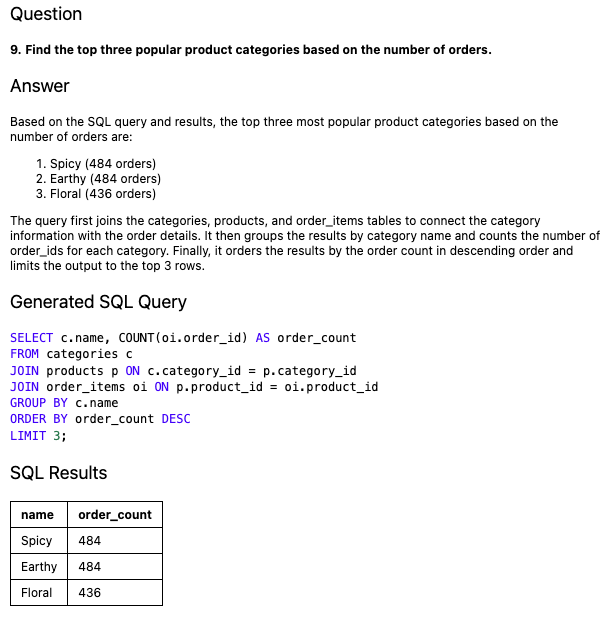 Question
9. Find the top three popular product categories based on the number of orders.
Answer
Based on the SQL query and results, the top three most popular product categories based on the
number of orders are:
1. Spicy (484 orders)
2. Earthy (484 orders)
3. Floral (436 orders)
The query first joins the categories, products, and order_items tables to connect the category
information with the order details. It then groups the results by category name and counts the number of
order_ids for each category. Finally, it orders the results by the order count in descending order and
limits the output to the top 3 rows.
Generated SQL Query
SELECT c.name, COUNT(oi.order_id) AS order_count
FROM categories c
JOIN products p ON c.category_id = p.category_id
JOIN order_items oi ON p.product_id = oi.product_id
GROUP BY c.name
ORDER BY order_count DESC
LIMIT 3;
SQL Results
name order_count
Spicy 484
Earthy 484
Floral 436